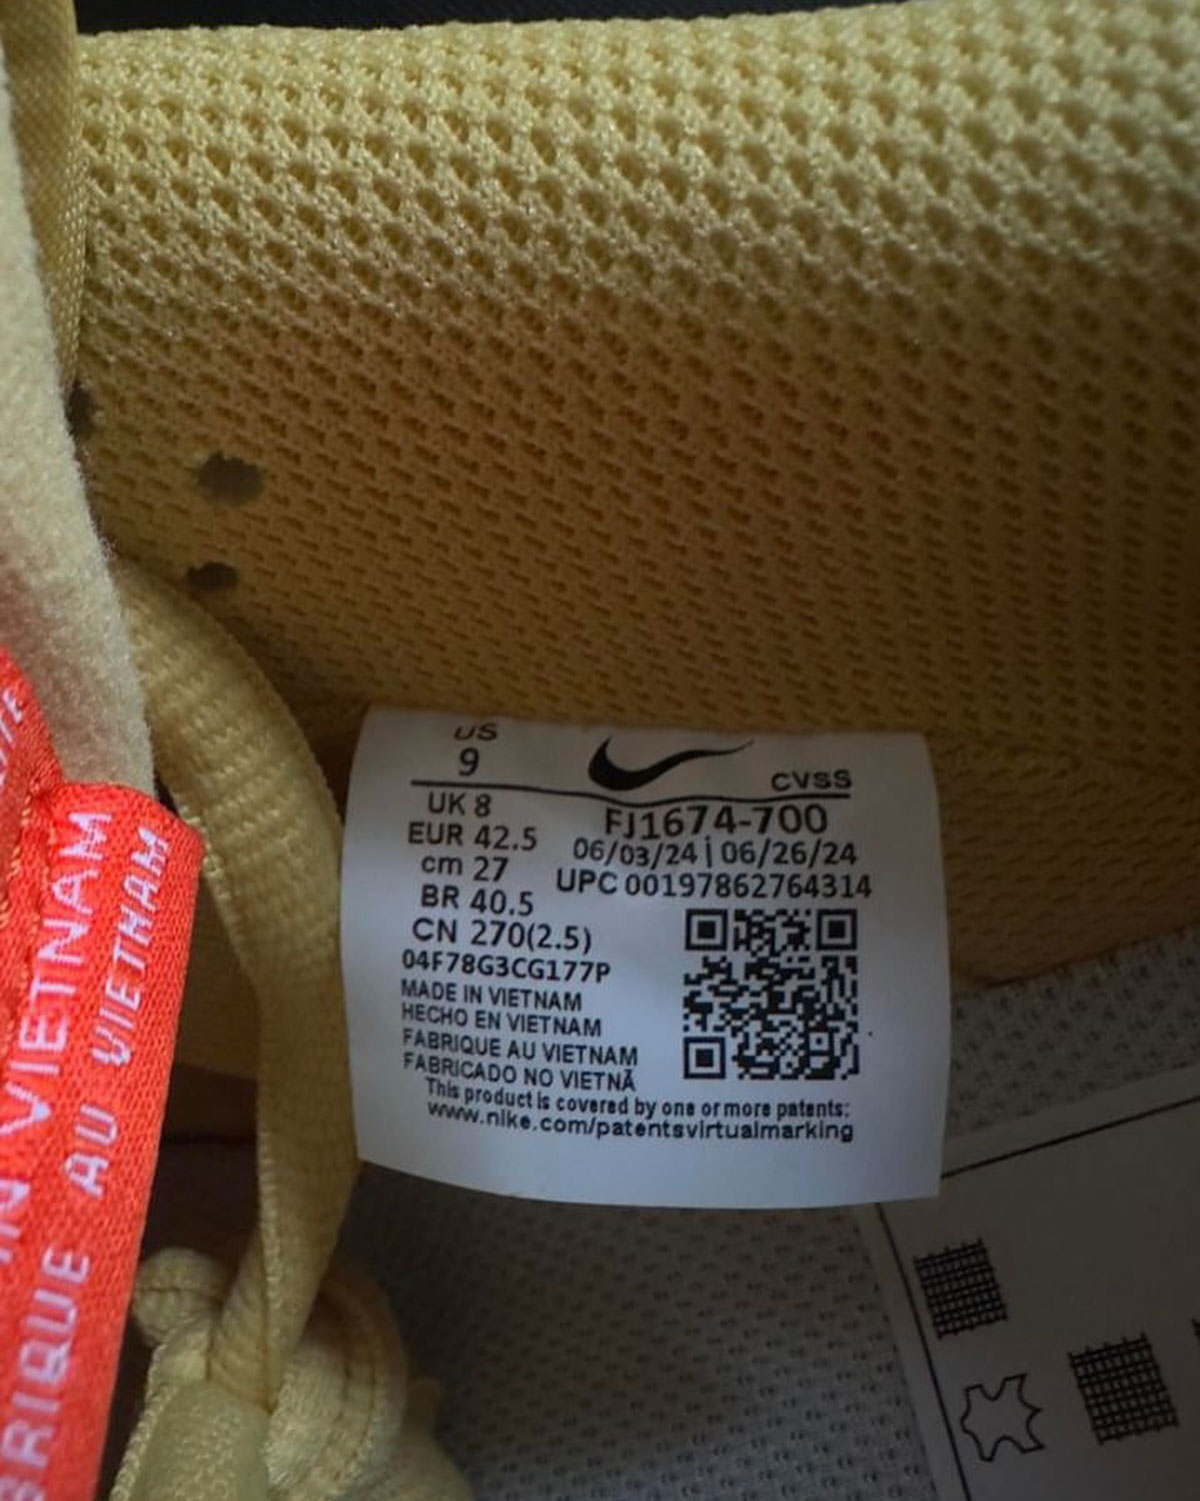 US
9
CVSS
UK 8
FJ1674-700
EUR 42.5
06/03/24 | 06/26/24
cm 27
UPC 00197862764314
BR 40.5
CN 270(2.5)
04F78G3CG177P
MADE IN VIETNAM
HECHO EN VIETNAM
FABRIQUE AU VIETNAM
FABRICADO NO VIETNÃ
This product is covered by one or more patents:
www.nike.com/patentsvirtualmarking
IN VIETNAM
BRIQUE AU VIETNAM